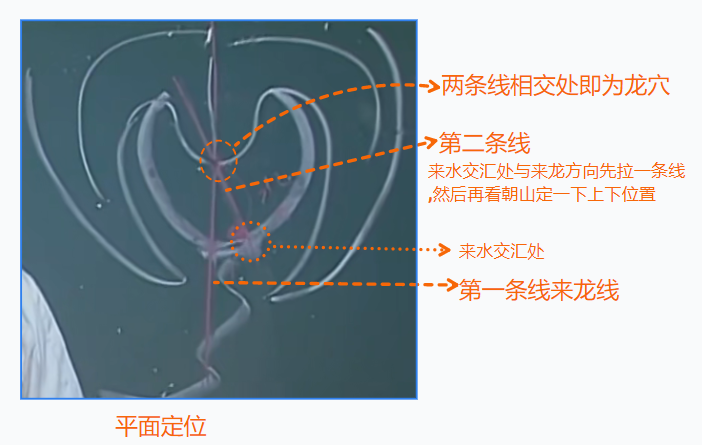 两条线相交处即为龙穴
第二条线
来水交汇处与来龙方向先拉一条线
,然后再看朝山定一下上下位置
来水交汇处
第一条线来龙线
平面定位